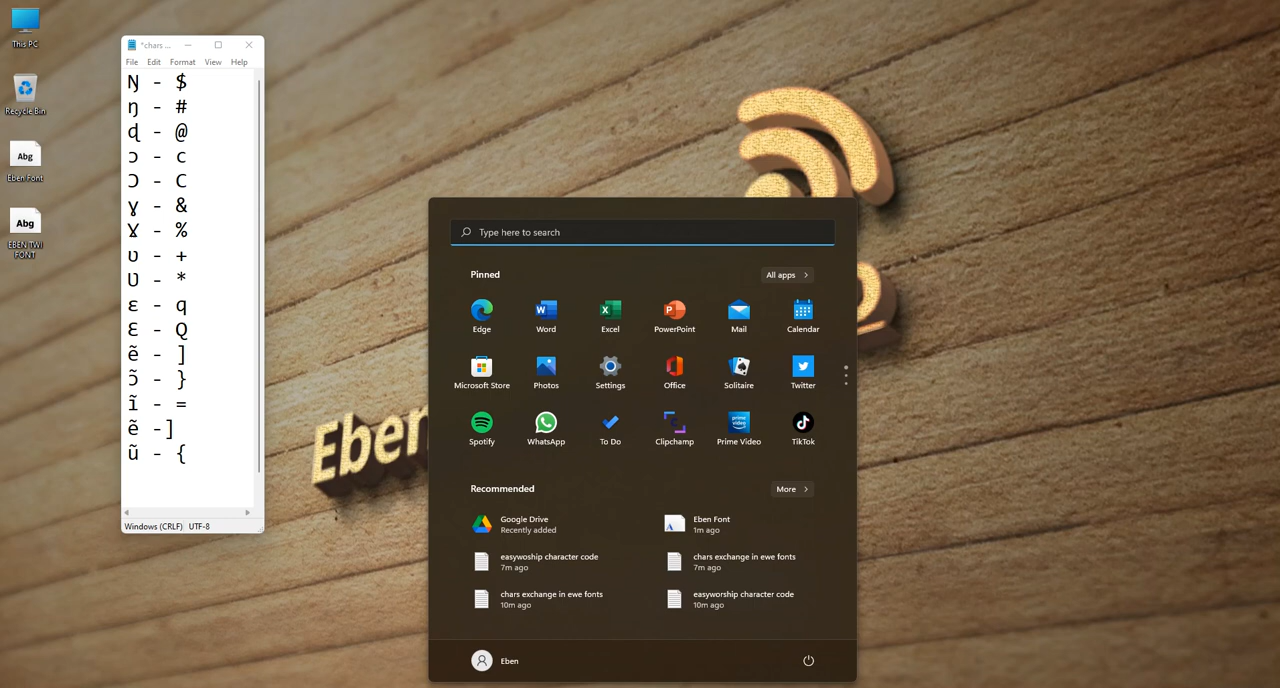 This PC
Recycle Bin
Abg
Eben Font
Abg
EBEN TWI
FONT
*chars ...
File Edit Format View Help
Ŋ - $
ŋ - #
ɖ - @
ɔ - c
Ɔ - C
ɣ - &
Ɣ - %
ʋ - +
Ʋ - *
ɛ - q
Ɛ - Q
ẽ - ]
ɔ̃ - }
ĩ - =
ẽ -]
ũ - {
Windows (CRLF) UTF-8
Eben
Type here to search
Pinned
All apps
Edge
Word
Excel
PowerPoint
Mail
Calendar
Microsoft Store
Photos
Settings
Office
Solitaire
Twitter
Spotify
WhatsApp
To Do
Clipchamp
prime
video
Prime Video
TikTok
Recommended
More
Google Drive
Recently added
Eben Font
1m ago
easywoship character code
7m ago
chars exchange in ewe fonts
7m ago
chars exchange in ewe fonts
10m ago
easyworship character code
10m ago
Eben